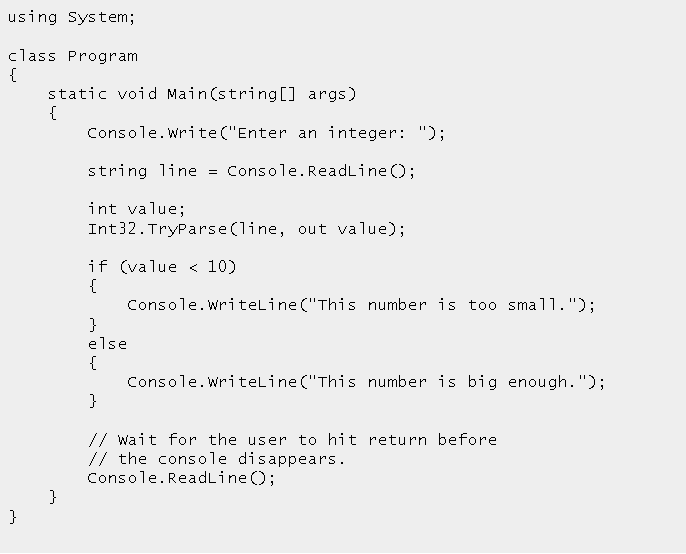 using System;

class Program
{
    static void Main(string[] args)
    {
        Console.Write("Enter an integer: ");

        string line = Console.ReadLine();

        int value;
        Int32.TryParse(line, out value);

        if (value < 10)
        {
            Console.WriteLine("This number is too small.");
        }
        else
        {
            Console.WriteLine("This number is big enough.");
        }

        // Wait for the user to hit return before
        // the console disappears.
        Console.ReadLine();
    }
}